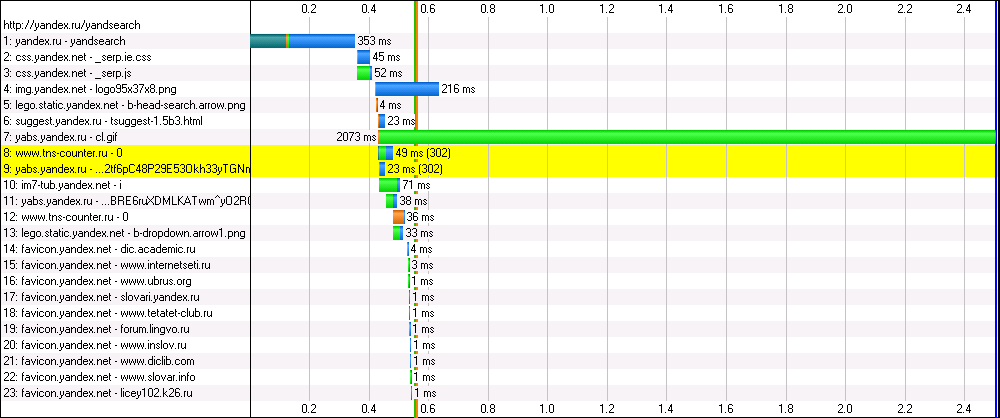 0.2 0.4 0.6 0.8 1.0 1.2 1.4 1.6 1.8 2.0 2.2 2.4
http://yandex.ru/yandsearch
1: yandex.ru - yandsearch 353 ms
2: css.yandex.net - _serp.ie.css 45 ms
3: css.yandex.net - _serp.js 52 ms
4: img.yandex.net - logo95x37x8.png 216 ms
5: lego.static.yandex.net - b-head-search.arrow.png 4 ms
6: suggest.yandex.ru - tsuggest-1.5b3.html 23 ms
7: yabs.yandex.ru - cl.gif 2073 ms
8: www.tns-counter.ru - 0 49 ms (302)
9: yabs.yandex.ru - 23 ms (302)
10: im7-tub.yandex.net - i 71 ms
11: yabs.yandex.ru - 38 ms
12: www.tns-counter.ru - 0 36 ms
13: lego.static.yandex.net - b-dropdown.arrow1.png 33 ms
14: favicon.yandex.net - dic.academic.ru 4 ms
15: favicon.yandex.net - www.internetseti.ru 3 ms
16: favicon.yandex.net - www.ubrus.org 1 ms
17: favicon.yandex.net - slovari.yandex.ru 1 ms
18: favicon.yandex.net - www.tetatet-club.ru 1 ms
19: favicon.yandex.net - forum.lingvo.ru 1 ms
20: favicon.yandex.net - www.inslov.ru 1 ms
21: favicon.yandex.net - www.diclib.com 1 ms
22: favicon.yandex.net - www.slovar.info 1 ms
23: favicon.yandex.net - licey102.k26.ru 1 ms
0.2 0.4 0.6 0.8 1.0 1.2 1.4 1.6 1.8 2.0 2.2 2.4